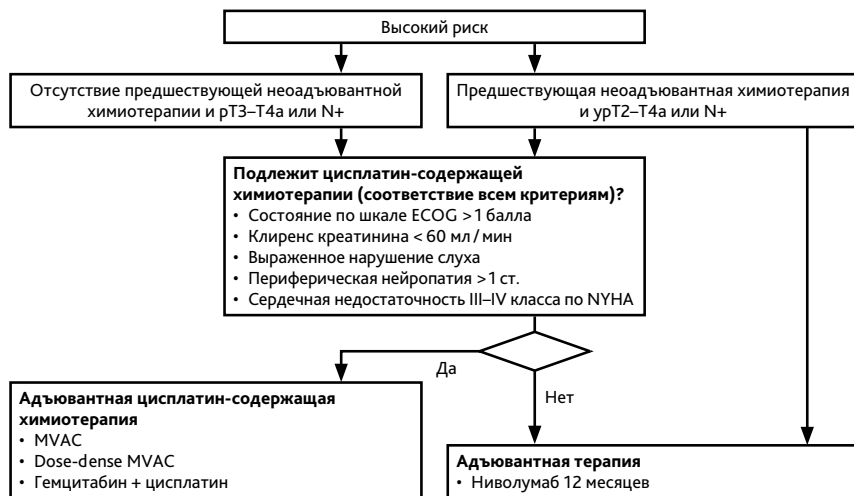 Высокий риск
Отсутствие предшествующей неоадъювантной
химиотерапии и pT3–T4a или N+
Предшествующая неоадъювантная химиотерапия
и ypT2–T4a или N+
Подлежит цисплатин-содержащей
химиотерапии (соответствие всем критериям)?
• Состояние по шкале ECOG >1 балла
• Клиренс креатинина < 60 мл / мин
• Выраженное нарушение слуха
• Периферическая нейропатия >1 ст.
• Сердечная недостаточность III–IV класса по NYHA
Да
Нет
Адъювантная цисплатин-содержащая
химиотерапия
• MVAC
• Dose-dense MVAC
• Гемцитабин + цисплатин
Адъювантная терапия
• Ниволумаб 12 месяцев